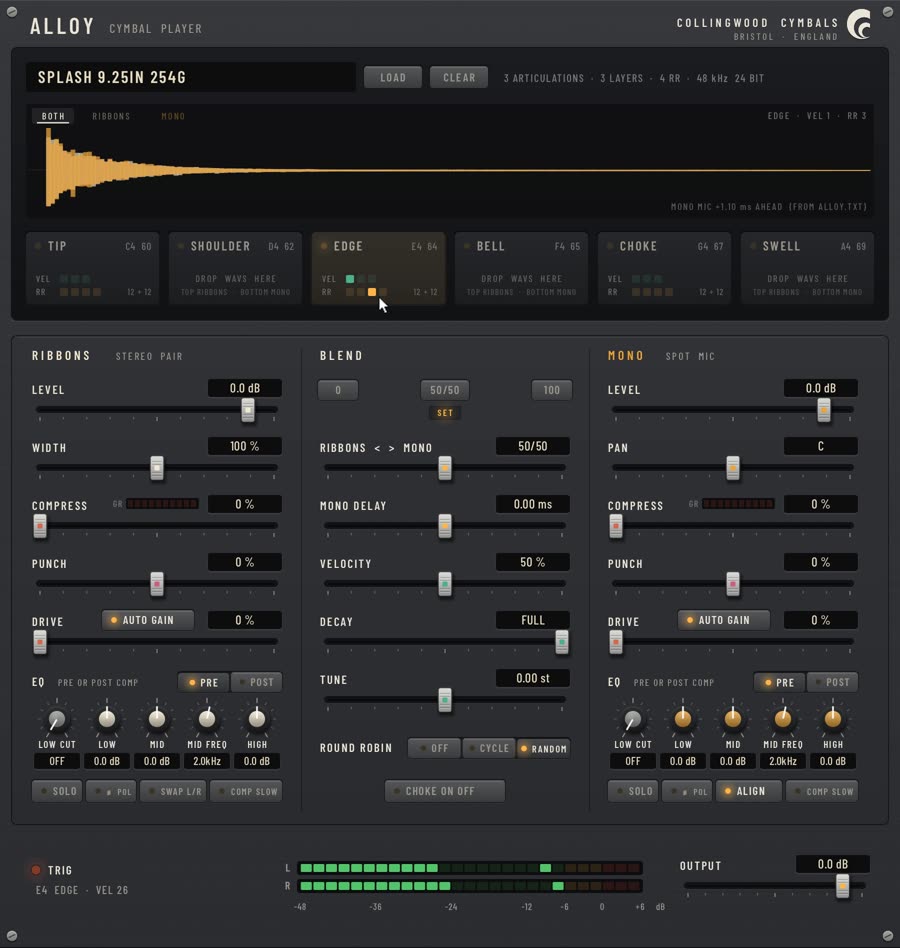 ALLOY CYMBAL PLAYER
COLLINGWOOD CYMBALS
BRISTOL · ENGLAND
SPLASH 9.25IN 254G LOAD CLEAR 3 ARTICULATIONS · 3 LAYERS · 4 RR · 48 kHz 24 BIT
BOTH RIBBONS MONO EDGE · VEL 1 · RR 3
MONO MIC +1.10 ms AHEAD (FROM ALLOY.TXT)
TIP C4 60 SHOULDER D4 62 EDGE E4 64 BELL F4 65 CHOKE G4 67 SWELL A4 69
VEL DROP WAVS HERE VEL DROP WAVS HERE VEL DROP WAVS HERE
RR 12 + 12 TOP RIBBONS · BOTTOM MONO RR 12 + 12 TOP RIBBONS · BOTTOM MONO RR 12 + 12 TOP RIBBONS · BOTTOM MONO
RIBBONS STEREO PAIR BLEND MONO SPOT MIC
LEVEL 0.0 dB 0 50/50 100 LEVEL 0.0 dB
SET
WIDTH 100 % RIBBONS < > MONO 50/50 PAN C
COMPRESS GR 0 % MONO DELAY 0.00 ms COMPRESS GR 0 %
PUNCH 0 % VELOCITY 50 % PUNCH 0 %
DRIVE AUTO GAIN 0 % DECAY FULL DRIVE AUTO GAIN 0 %
EQ PRE OR POST COMP PRE POST TUNE 0.00 st EQ PRE OR POST COMP PRE POST
LOW CUT LOW MID MID FREQ HIGH ROUND ROBIN OFF CYCLE RANDOM LOW CUT LOW MID MID FREQ HIGH
OFF 0.0 dB 0.0 dB 2.0kHz 0.0 dB OFF 0.0 dB 0.0 dB 2.0kHz 0.0 dB
SOLO ø POL SWAP L/R COMP SLOW CHOKE ON OFF SOLO ø POL ALIGN COMP SLOW
TRIG L OUTPUT 0.0 dB
E4 EDGE · VEL 26 R
-48 -36 -24 -12 -6 0 +6 dB